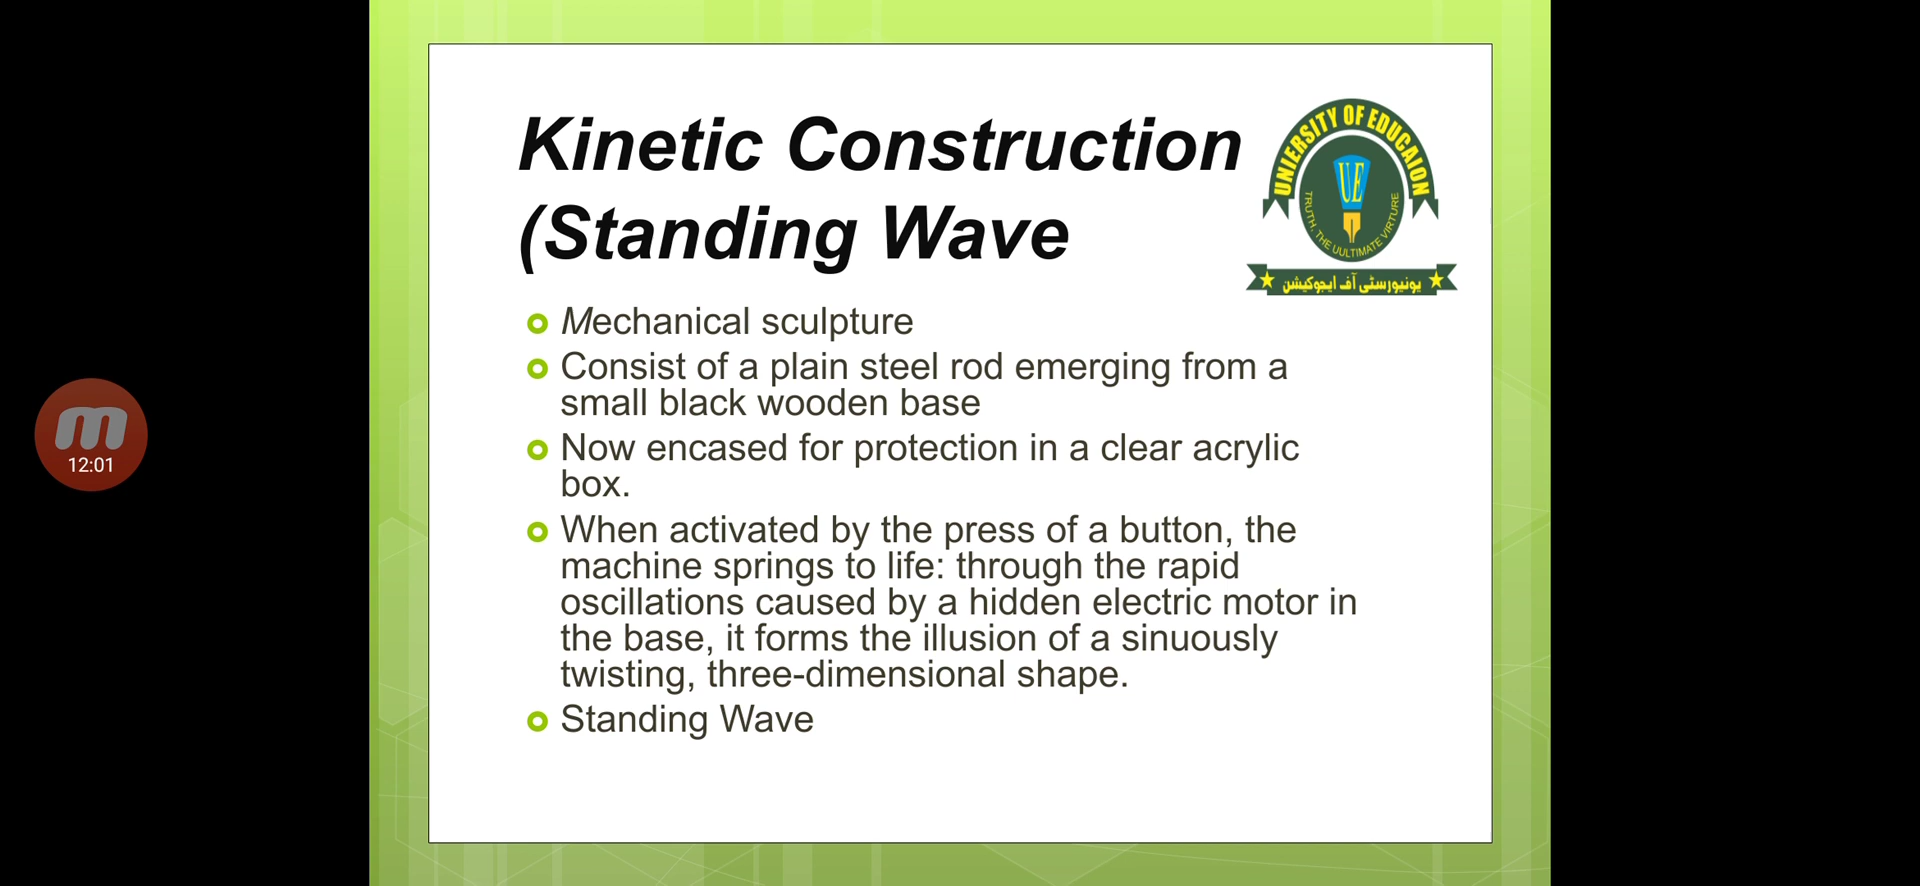 Kinetic Construction
(Standing Wave
UNIERSITY OF EDUCAION
UE
TRUTH, THE UULTIMATE VIRTURE
یونیورسٹی آف ایجوکیشن
Mechanical sculpture
Consist of a plain steel rod emerging from a
small black wooden base
Now encased for protection in a clear acrylic
box.
When activated by the press of a button, the
machine springs to life: through the rapid
oscillations caused by a hidden electric motor in
the base, it forms the illusion of a sinuously
twisting, three-dimensional shape.
Standing Wave
m
12:01